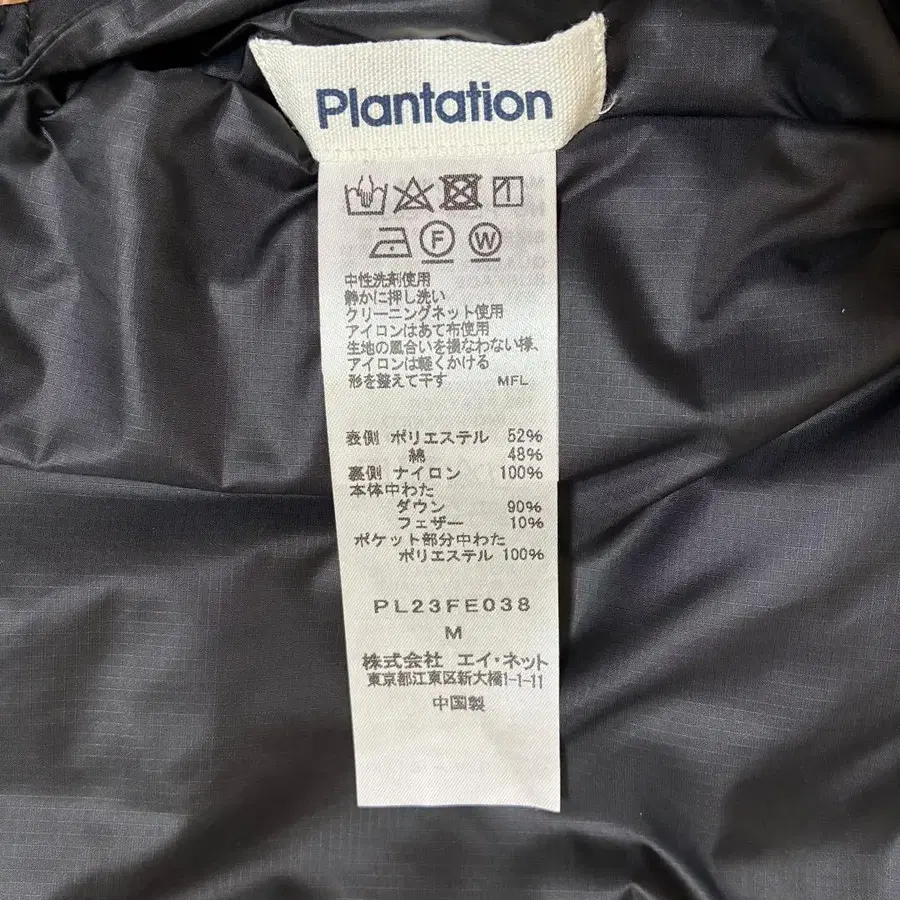 Plantation
F W
中性洗剤使用
静かに押し洗い
クリーニングネット使用
アイロンはあて布使用
生地の風合いを損なわない様、
アイロンは軽くかける
形を整えて干す MFL
表側 ポリエステル 52%
綿 48%
裏側 ナイロン 100%
本体中わた
ダウン 90%
フェザー 10%
ポケット部分中わた
ポリエステル 100%
PL23FE038
M
株式会社 エイ・ネット
東京都江東区新大橋1-1-11
中国製